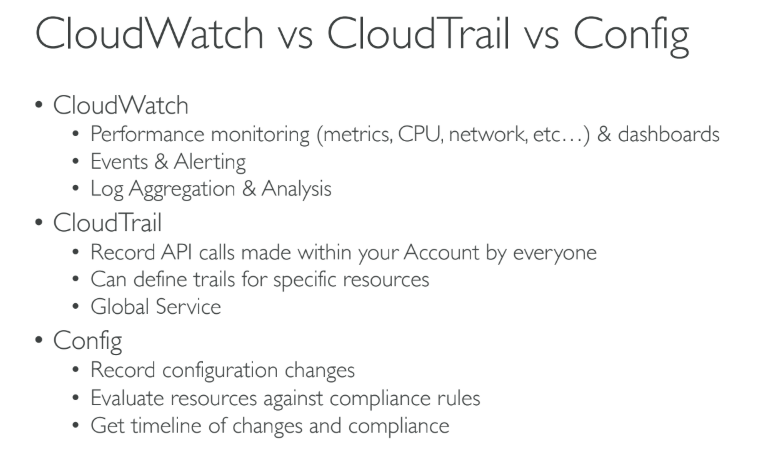 CloudWatch vs CloudTrail vs Config
• CloudWatch
• Performance monitoring (metrics, CPU, network, etc…) & dashboards
• Events & Alerting
• Log Aggregation & Analysis
• CloudTrail
• Record API calls made within your Account by everyone
• Can define trails for specific resources
• Global Service
• Config
• Record configuration changes
• Evaluate resources against compliance rules
• Get timeline of changes and compliance